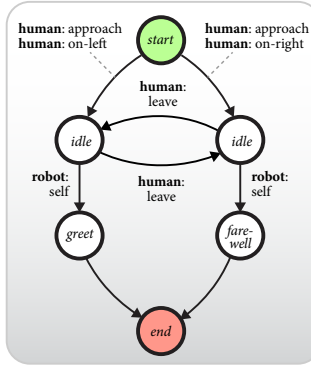 human: approach
human: on-left
start
human: approach
human: on-right
human:
leave
idle
idle
robot:
self
human:
leave
robot:
self
greet
fare-
well
end